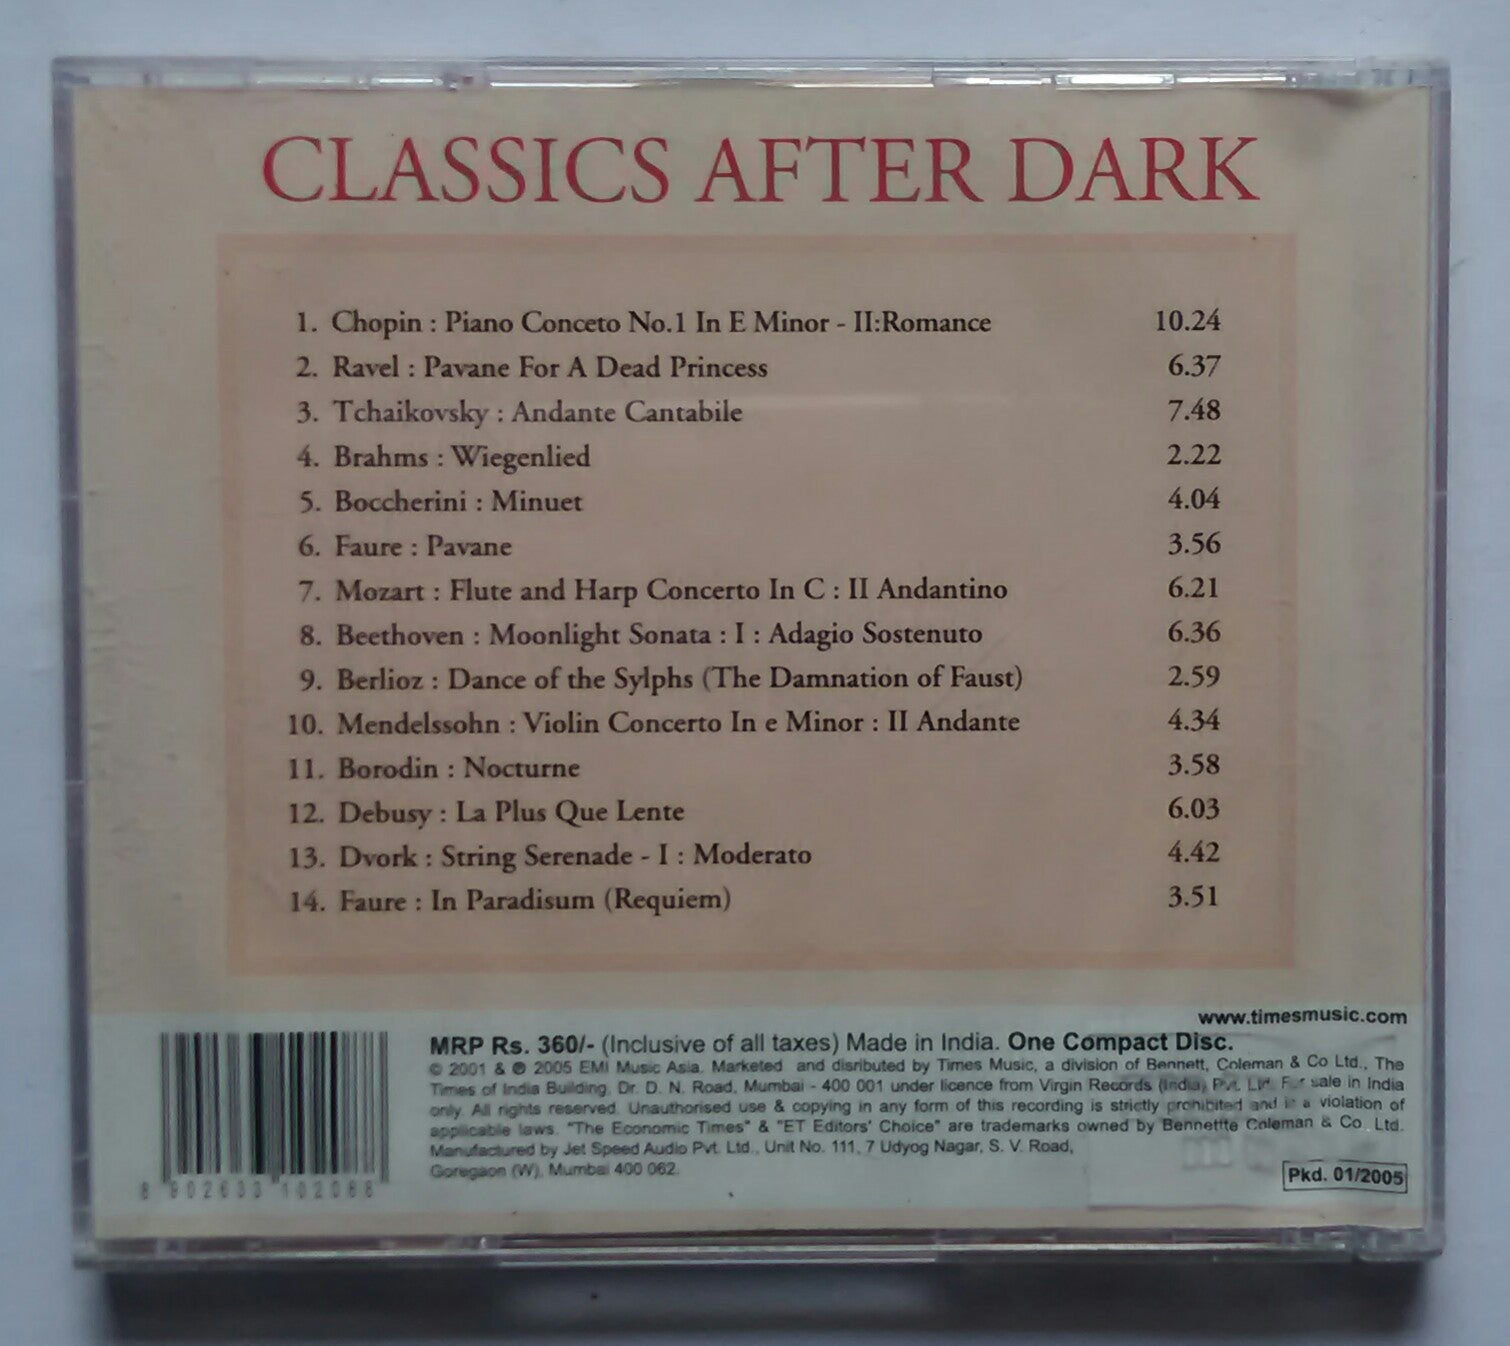 CLASSICS AFTER DARK
1. Chopin : Piano Conceto No.1 In E Minor - II:Romance 10.24
2. Ravel : Pavane For A Dead Princess 6.37
3. Tchaikovsky : Andante Cantabile 7.48
4. Brahms : Wiegenlied 2.22
5. Boccherini : Minuet 4.04
6. Faure : Pavane 3.56
7. Mozart : Flute and Harp Concerto In C : II Andantino 6.21
8. Beethoven : Moonlight Sonata : I : Adagio Sostenuto 6.36
9. Berlioz : Dance of the Sylphs (The Damnation of Faust) 2.59
10. Mendelssohn : Violin Concerto In e Minor : II Andante 4.34
11. Borodin : Nocturne 3.58
12. Debusy : La Plus Que Lente 6.03
13. Dvork : String Serenade - I : Moderato 4.42
14. Faure : In Paradisum (Requiem) 3.51
www.timesmusic.com
MRP Rs. 360/- (Inclusive of all taxes) Made in India. One Compact Disc.
© 2001 & ℗ 2005 EMI Music Asia. Marketed and disributed by Times Music, a division of Bennett, Coleman & Co Ltd., The
Times of India Building, Dr. D. N. Road, Mumbai - 400 001 under licence from Virgin Records (India) Pvt. Ltd. For sale in India
only. All rights reserved. Unauthorised use & copying in any form of this recording is strictly prohibited and is a violation of
applicable laws. "The Economic Times" & "ET Editors' Choice" are trademarks owned by Bennettte Coleman & Co. Ltd.
Manufactured by Jet Speed Audio Pvt. Ltd., Unit No. 111, 7 Udyog Nagar, S. V. Road,
Goregaon (W), Mumbai 400 062.
Pkd. 01/2005
8 902633 102088